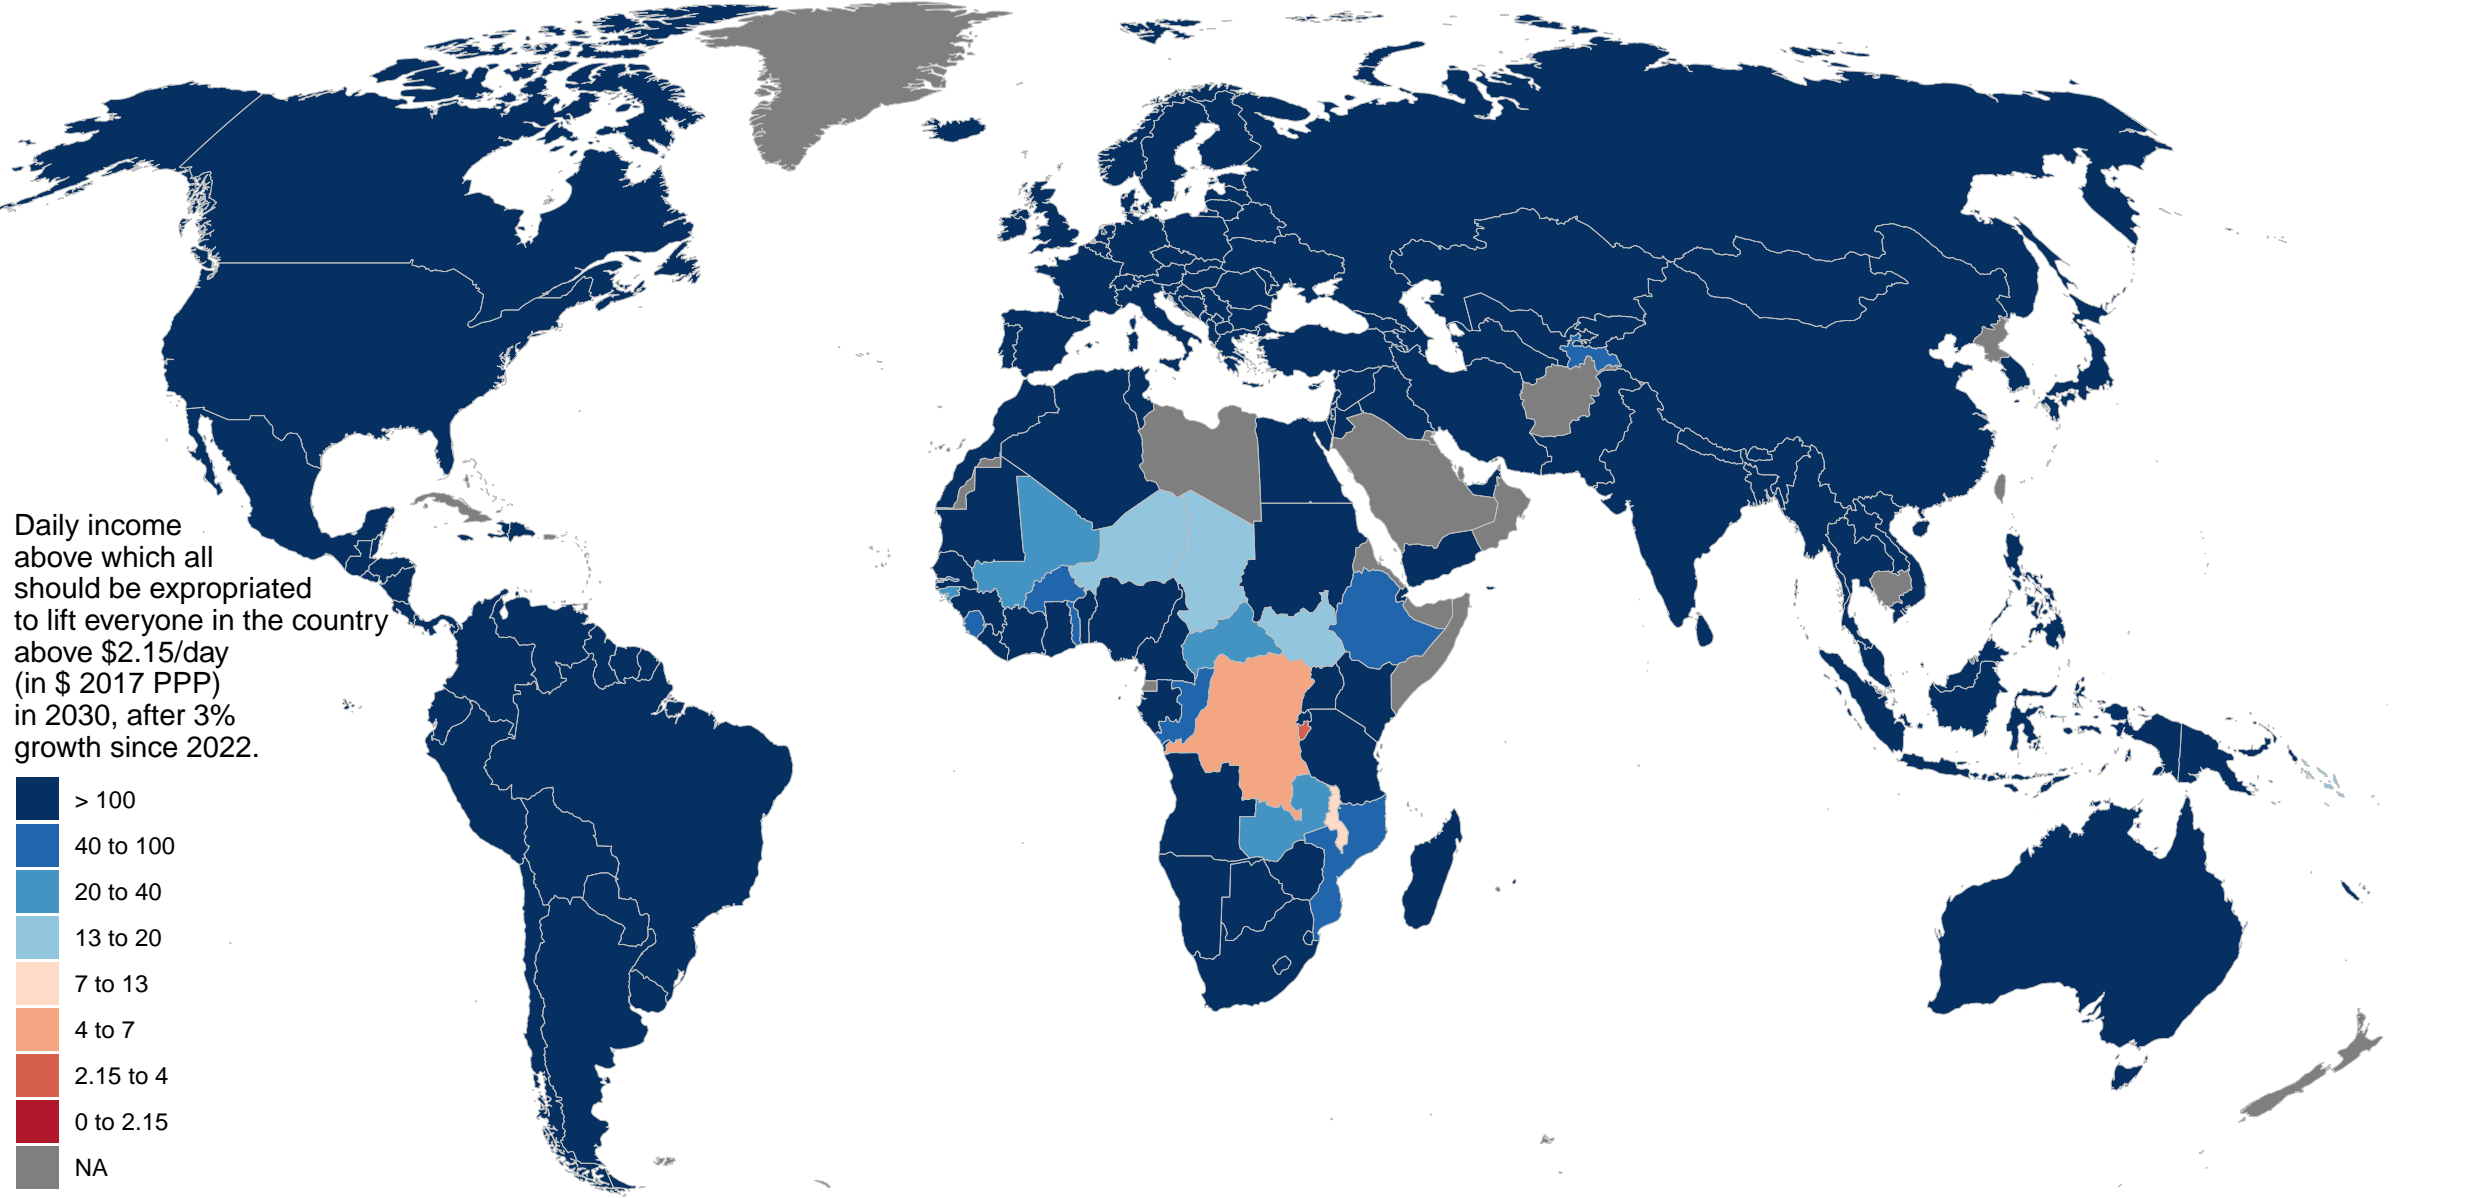 Daily income
above which all
should be expropriated
to lift everyone in the country
above $2.15/day
(in $ 2017 PPP)
in 2030, after 3%
growth since 2022.
> 100
40 to 100
20 to 40
13 to 20
7 to 13
4 to 7
2.15 to 4
0 to 2.15
NA